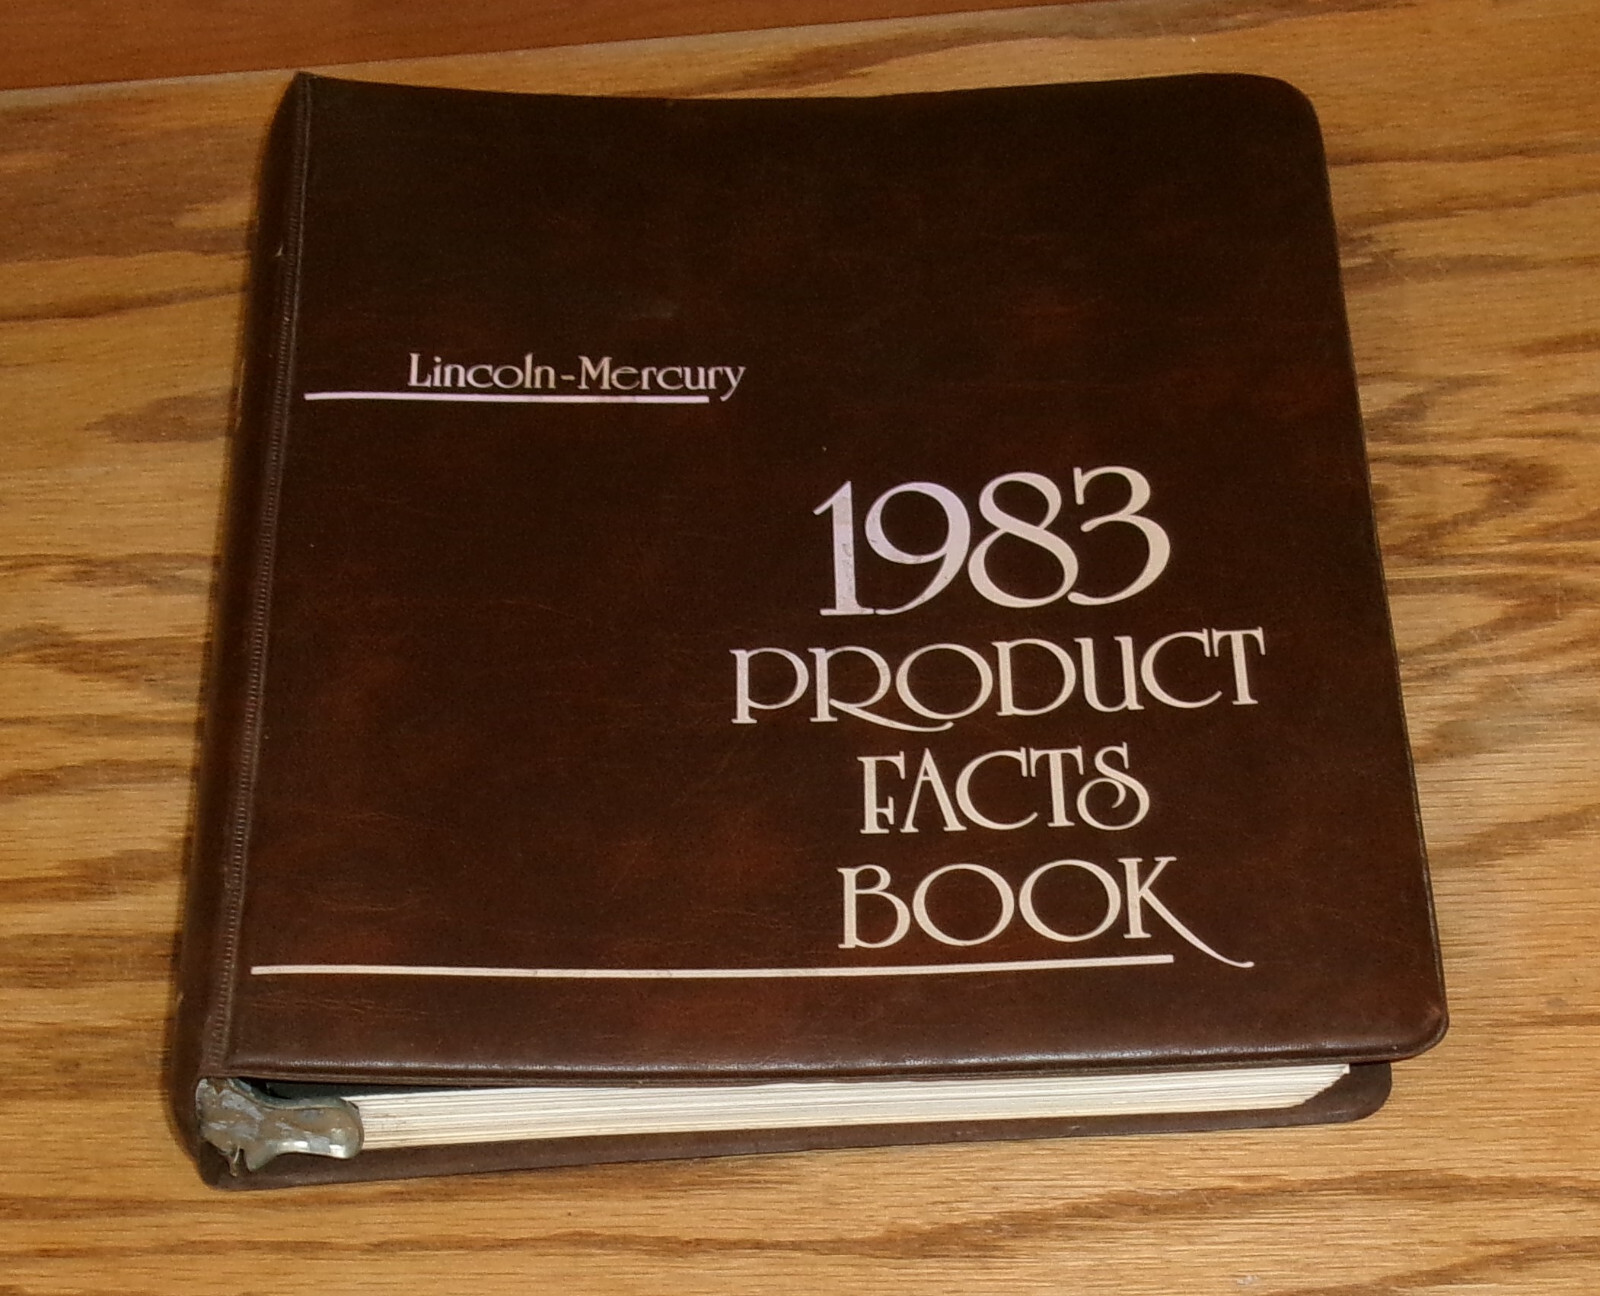 Lincoln-Mercury
1983
PRODUCT
FACTS
BOOK